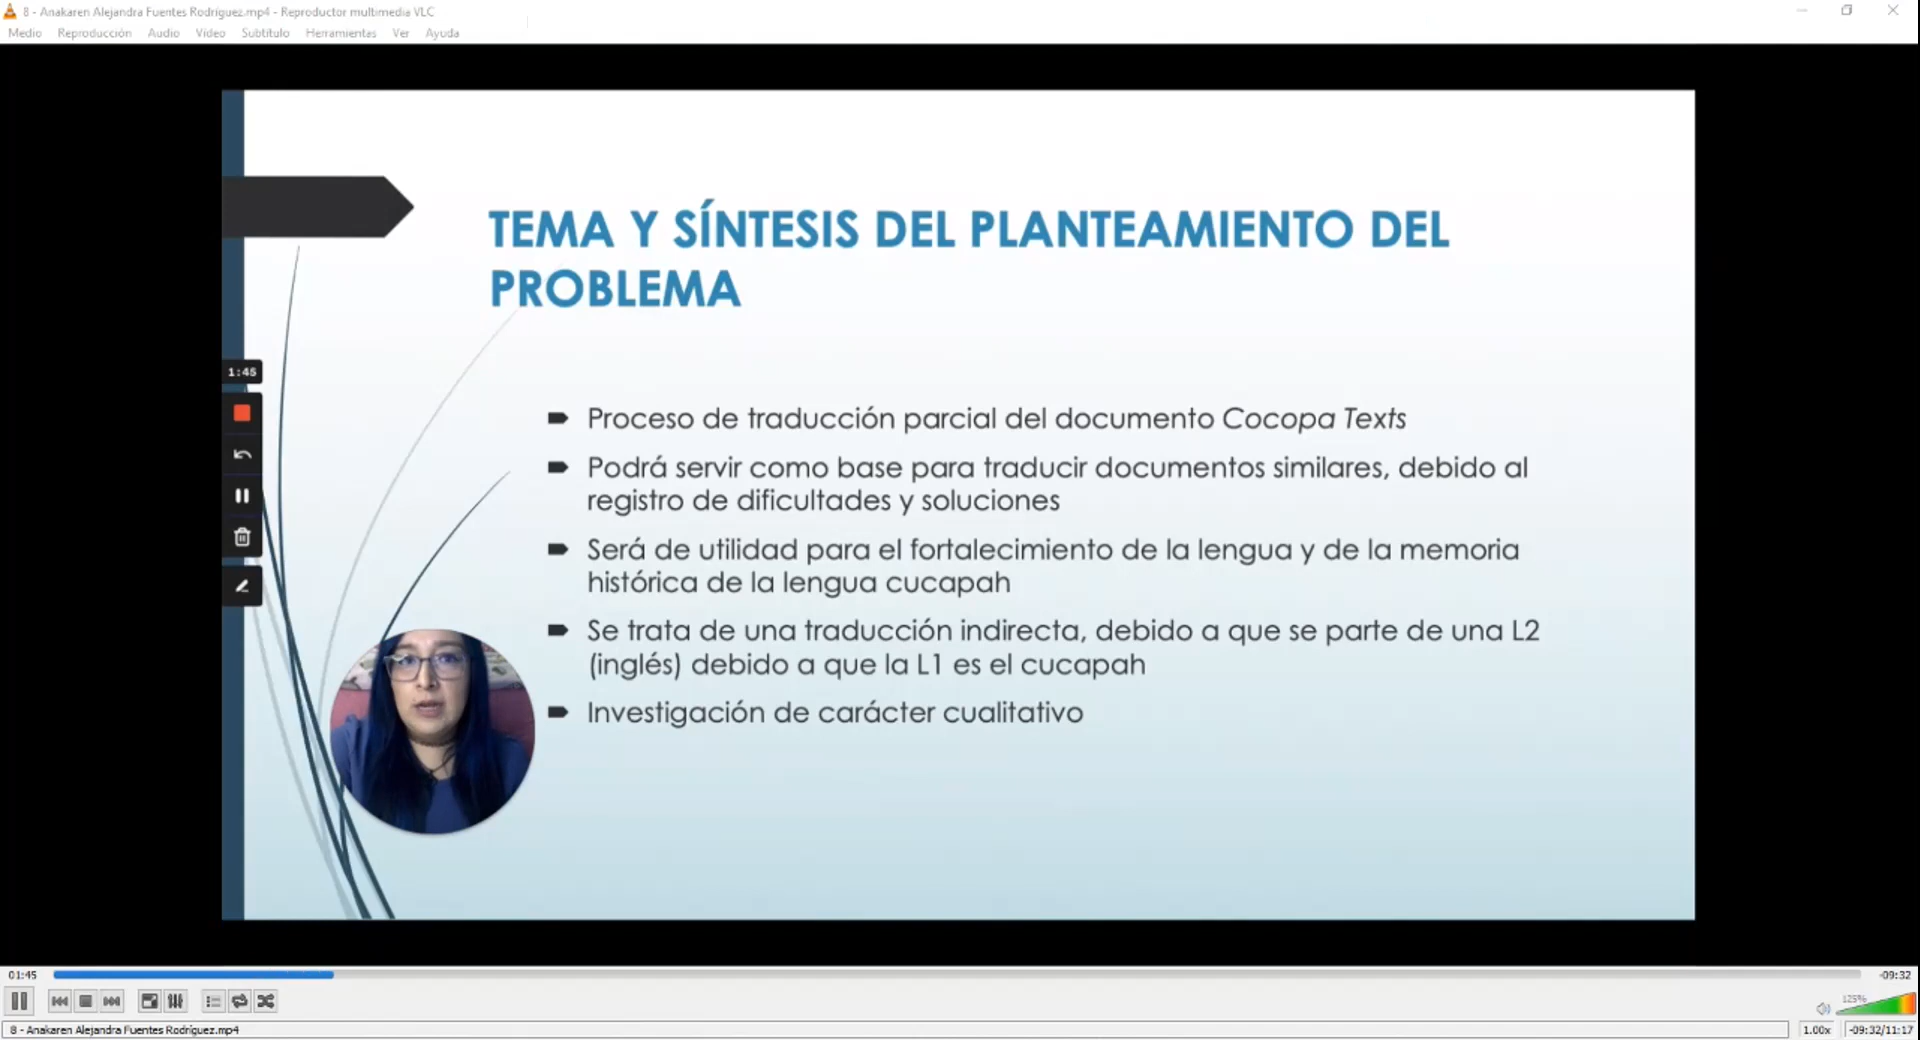 8 - Anakaren Alejandra Fuentes Rodríguez.mp4 - Reproductor multimedia VLC
Medio Reproducción Audio Vídeo Subtítulo Herramientas Ver Ayuda
TEMA Y SÍNTESIS DEL PLANTEAMIENTO DEL
PROBLEMA
1:45
Proceso de traducción parcial del documento Cocopa Texts
Podrá servir como base para traducir documentos similares, debido al
registro de dificultades y soluciones
Será de utilidad para el fortalecimiento de la lengua y de la memoria
histórica de la lengua cucapah
Se trata de una traducción indirecta, debido a que se parte de una L2
(inglés) debido a que la L1 es el cucapah
Investigación de carácter cualitativo
01:45 -09:32
125%
8 - Anakaren Alejandra Fuentes Rodríguez.mp4 1.00x -09:32/11:17